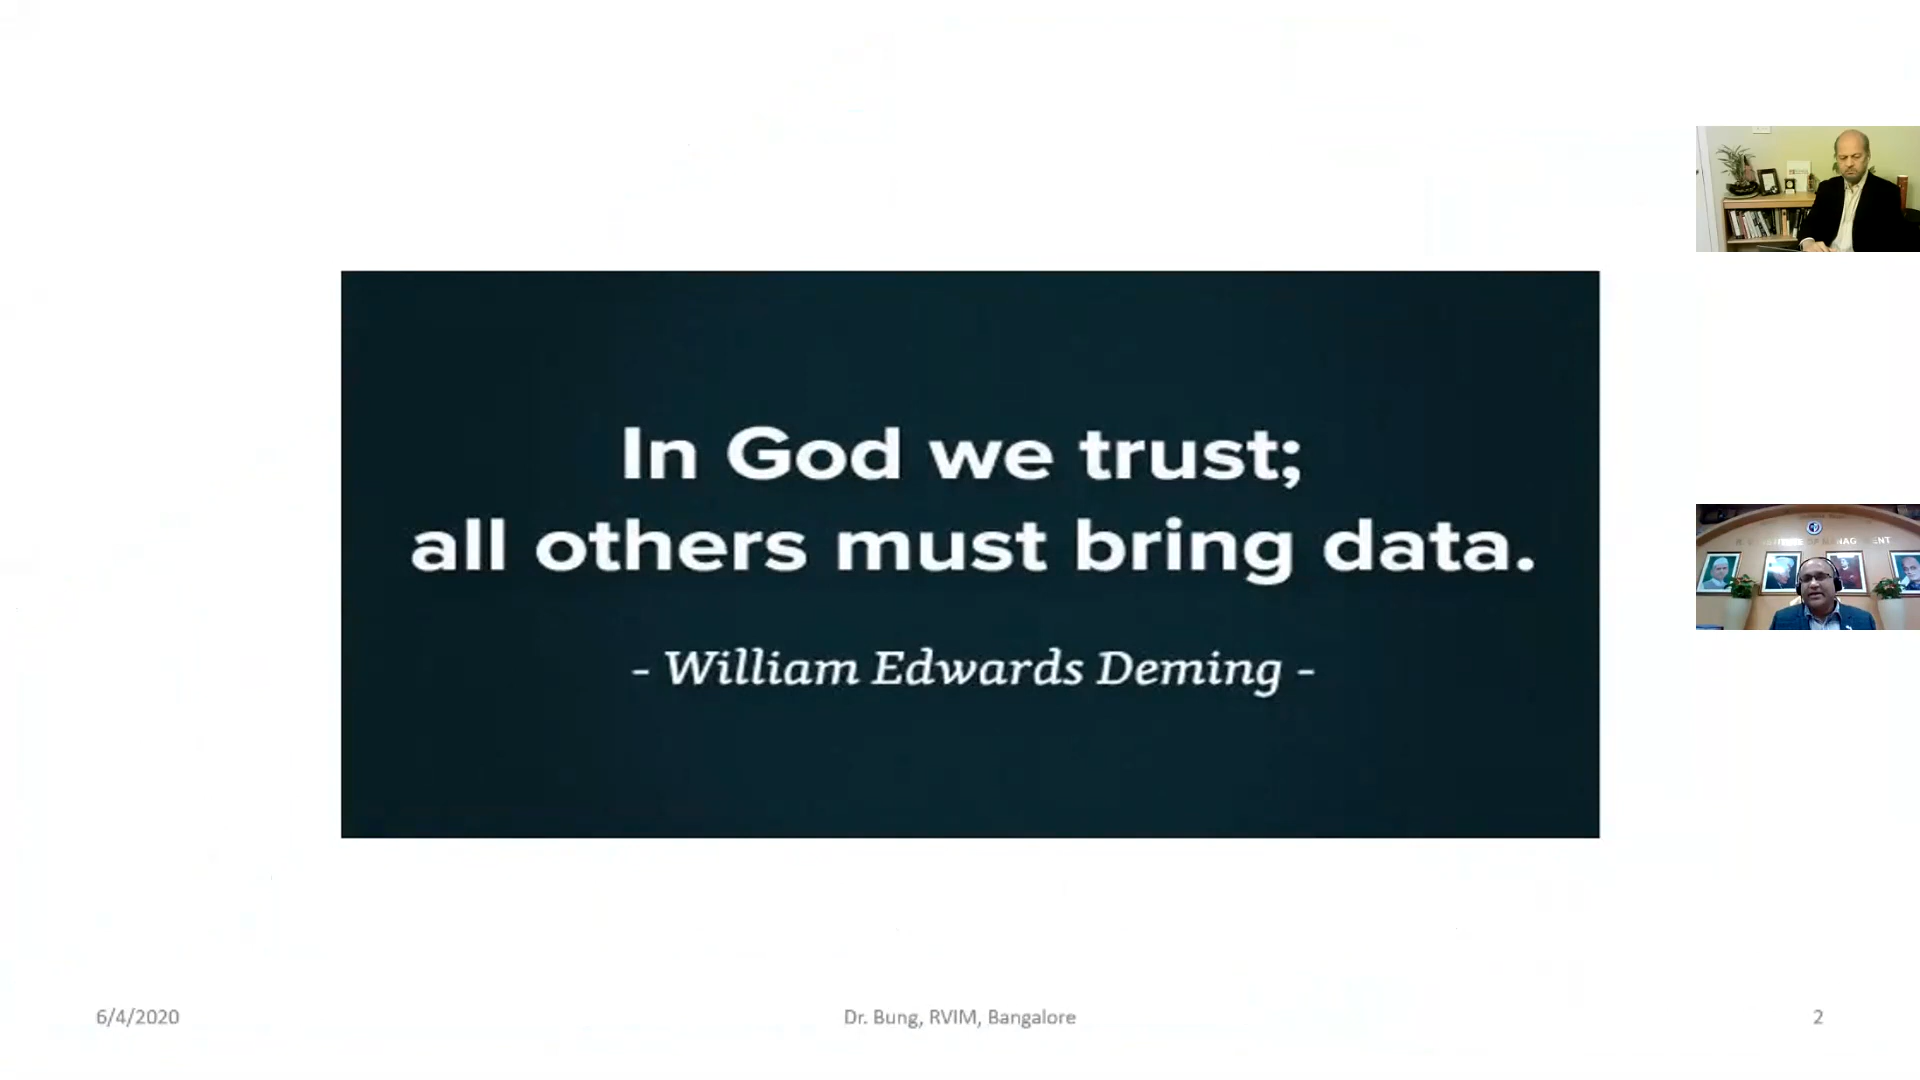 In God we trust;
all others must bring data.
- William Edwards Deming -
6/4/2020
Dr. Bung, RVIM, Bangalore
2